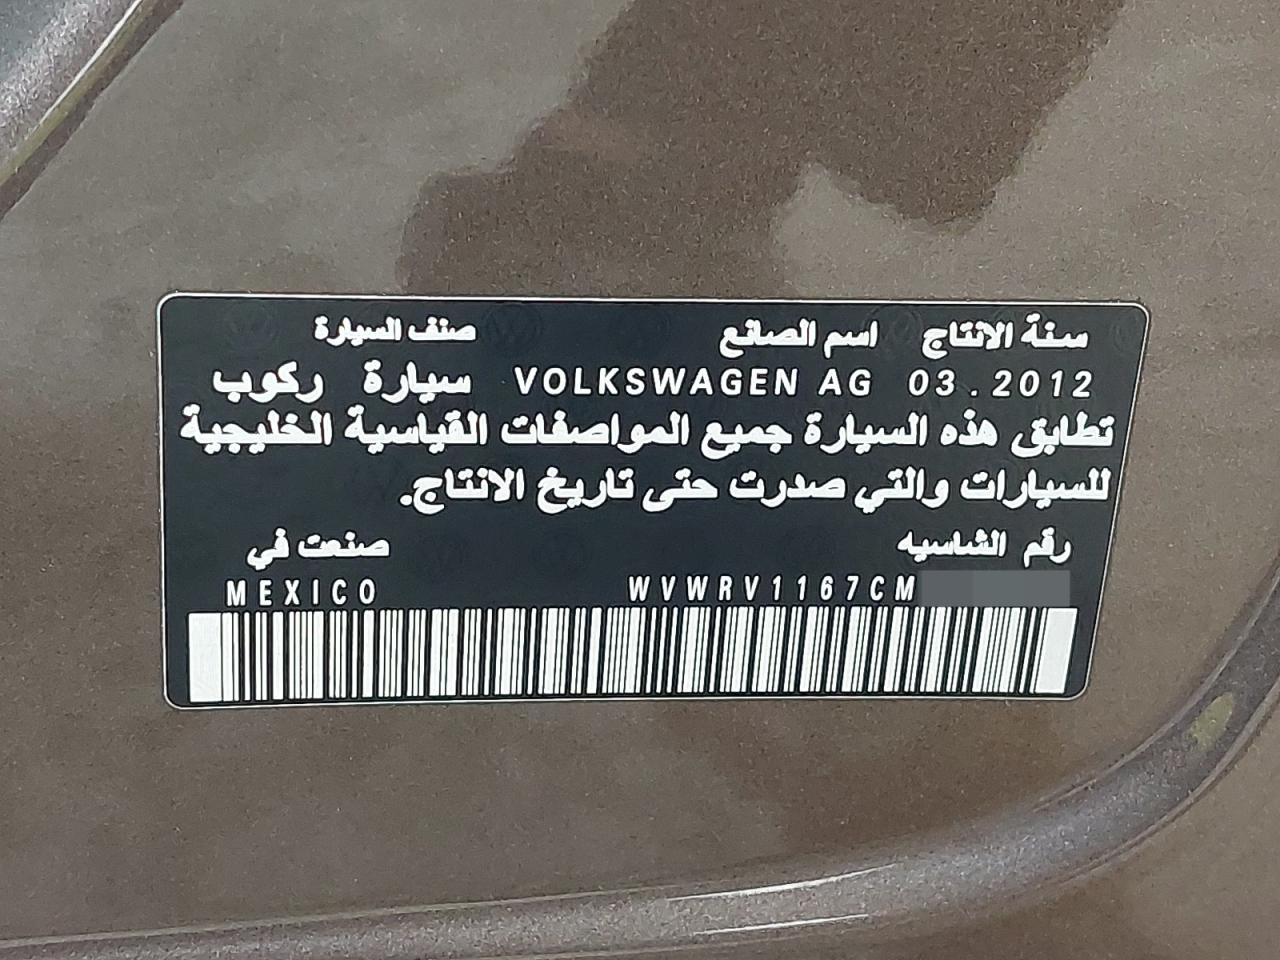 سنة الانتاج اسم الصانع صنف السيارة
03.2012 VOLKSWAGEN AG سيارة ركوب
تطابق هذه السيارة جميع المواصفات القياسية الخليجية
للسيارات والتي صدرت حتى تاريخ الانتاج.
رقم الشاسيه صنعت في
WVWRV1167CM MEXICO